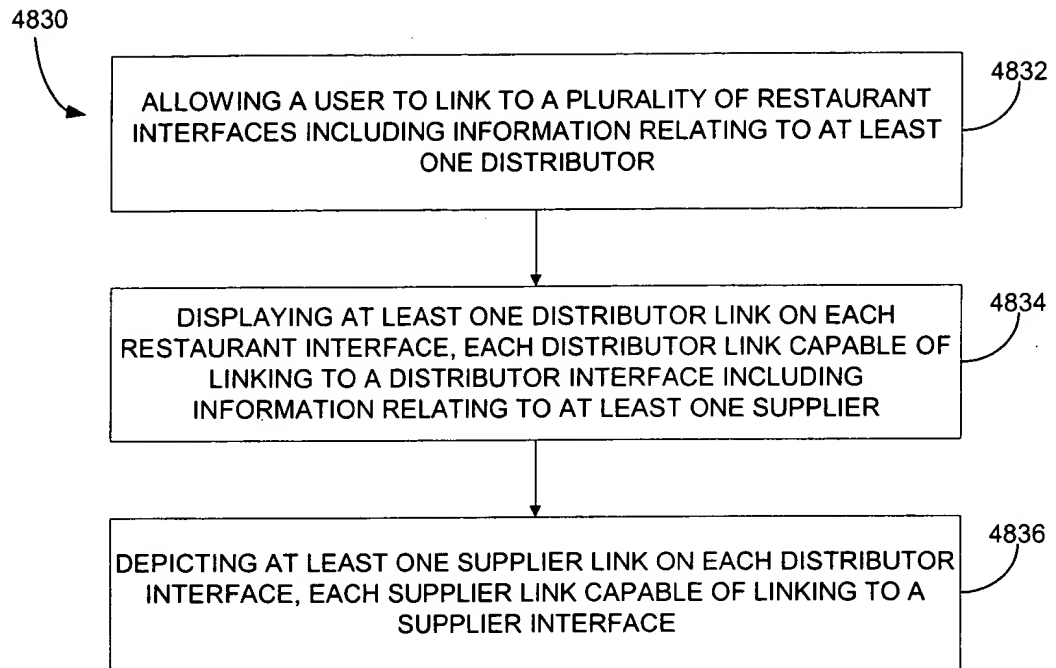 4830
4832
ALLOWING A USER TO LINK TO A PLURALITY OF RESTAURANT
INTERFACES INCLUDING INFORMATION RELATING TO AT LEAST
ONE DISTRIBUTOR
4834
DISPLAYING AT LEAST ONE DISTRIBUTOR LINK ON EACH
RESTAURANT INTERFACE, EACH DISTRIBUTOR LINK CAPABLE OF
LINKING TO A DISTRIBUTOR INTERFACE INCLUDING
INFORMATION RELATING TO AT LEAST ONE SUPPLIER
4836
DEPICTING AT LEAST ONE SUPPLIER LINK ON EACH DISTRIBUTOR
INTERFACE, EACH SUPPLIER LINK CAPABLE OF LINKING TO A
SUPPLIER INTERFACE